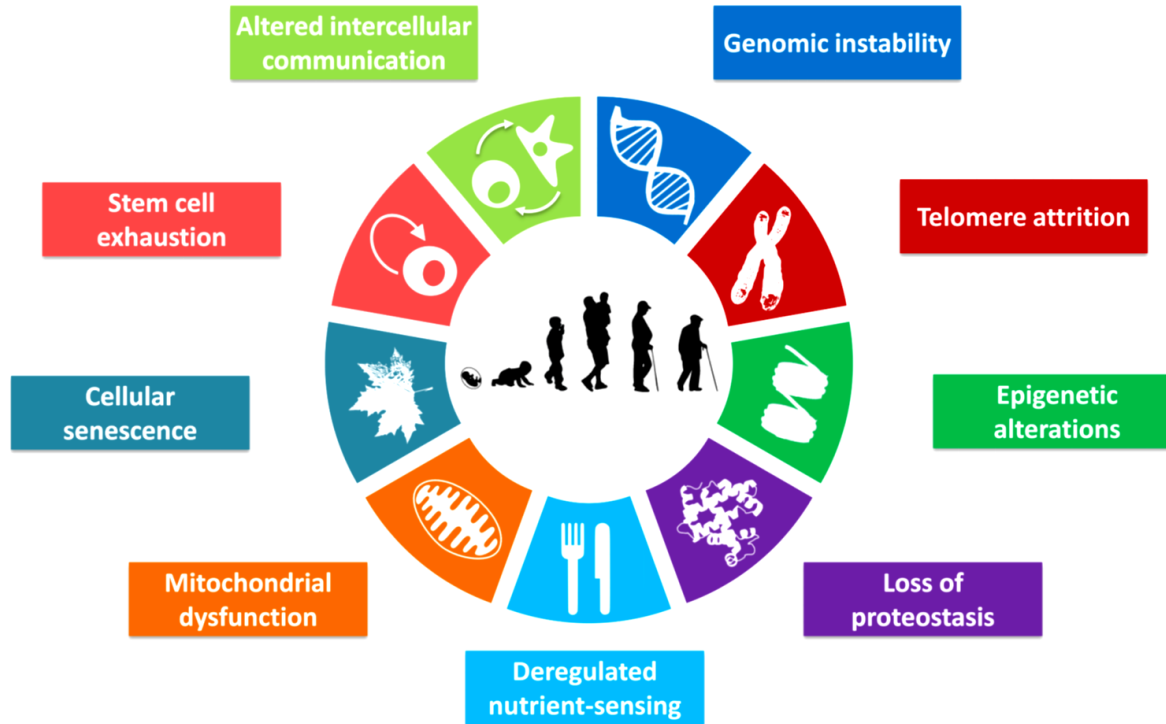 Altered intercellular
communication
Genomic instability
Stem cell
exhaustion
Telomere attrition
Cellular
senescence
Epigenetic
alterations
Mitochondrial
dysfunction
Loss of
proteostasis
Deregulated
nutrient-sensing